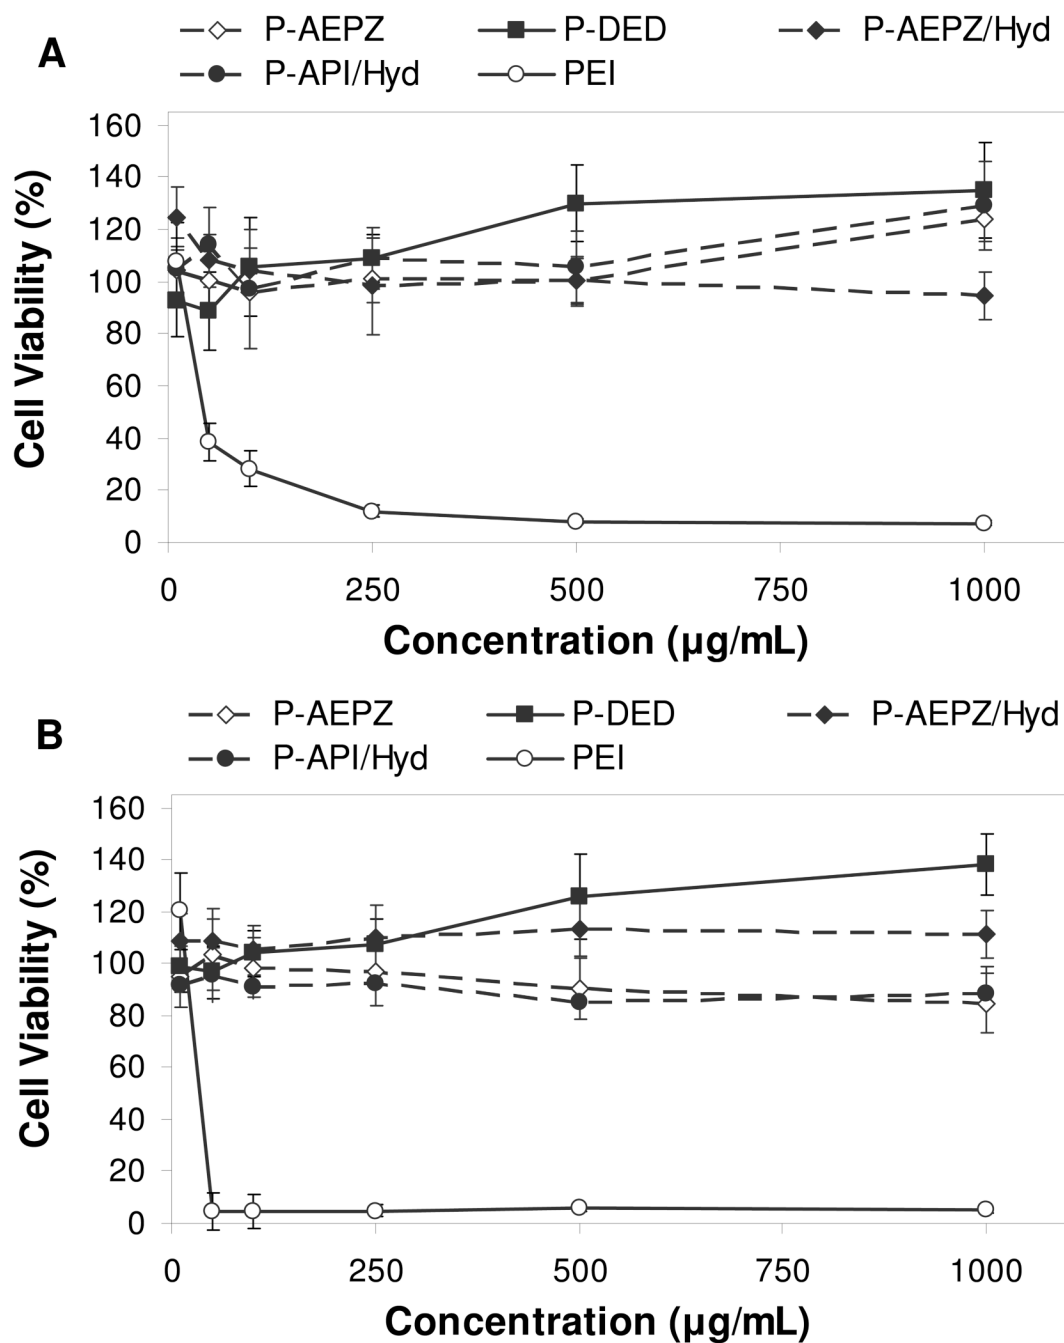 A
P-AEPZ P-DED P-AEPZ/Hyd
P-API/Hyd PEI
160
140
120
100
80
60
40
20
0
Cell Viability (%)
0 250 500 750 1000
Concentration (µg/mL)
B
P-AEPZ P-DED P-AEPZ/Hyd
P-API/Hyd PEI
160
140
120
100
80
60
40
20
0
Cell Viability (%)
0 250 500 750 1000
Concentration (µg/mL)